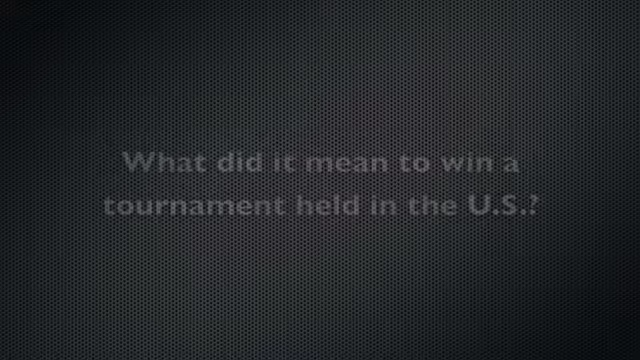 What did it mean to win a
tournament held in the U.S.?